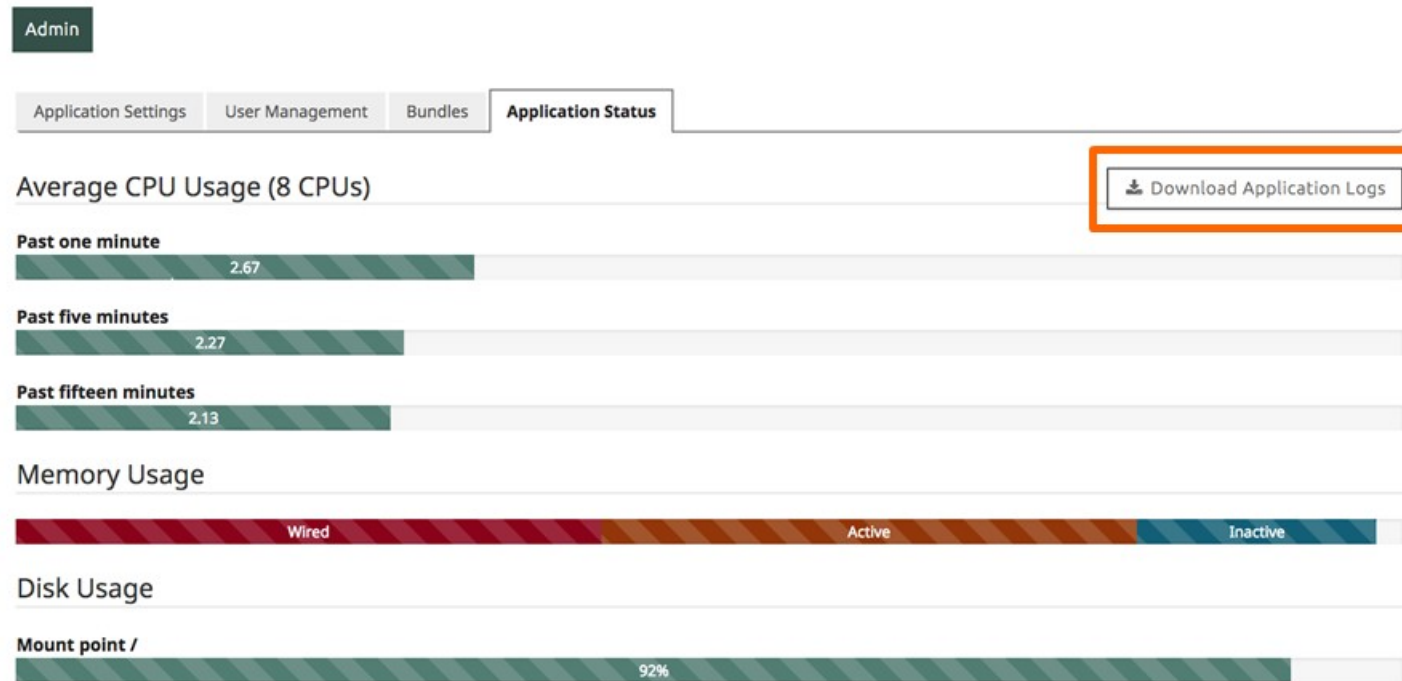 Admin
Application Settings User Management Bundles Application Status
Average CPU Usage (8 CPUs) Download Application Logs
Past one minute
2.67
Past five minutes
2.27
Past fifteen minutes
2.13
Memory Usage
Wired Active Inactive
Disk Usage
Mount point /
92%